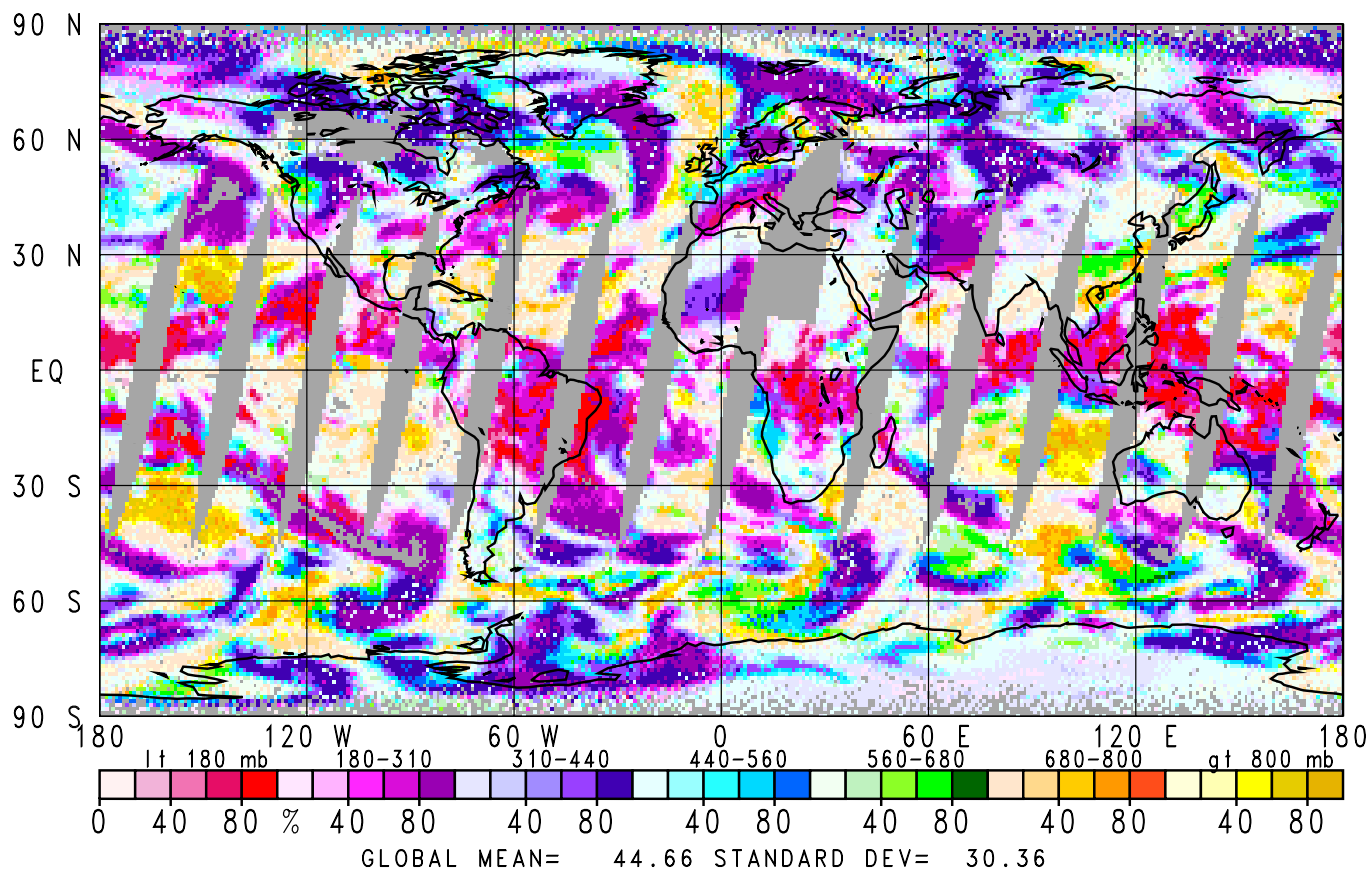 90 N
60 N
30 N
EQ
30 S
60 S
90 S
180 120 W 60 W 0 60 E 120 E 180
lt 180 mb 180-310 310-440 440-560 560-680 680-800 gt 800 mb
0 40 80 % 40 80 40 80 40 80 40 80 40 80 40 80
GLOBAL MEAN= 44.66 STANDARD DEV= 30.36